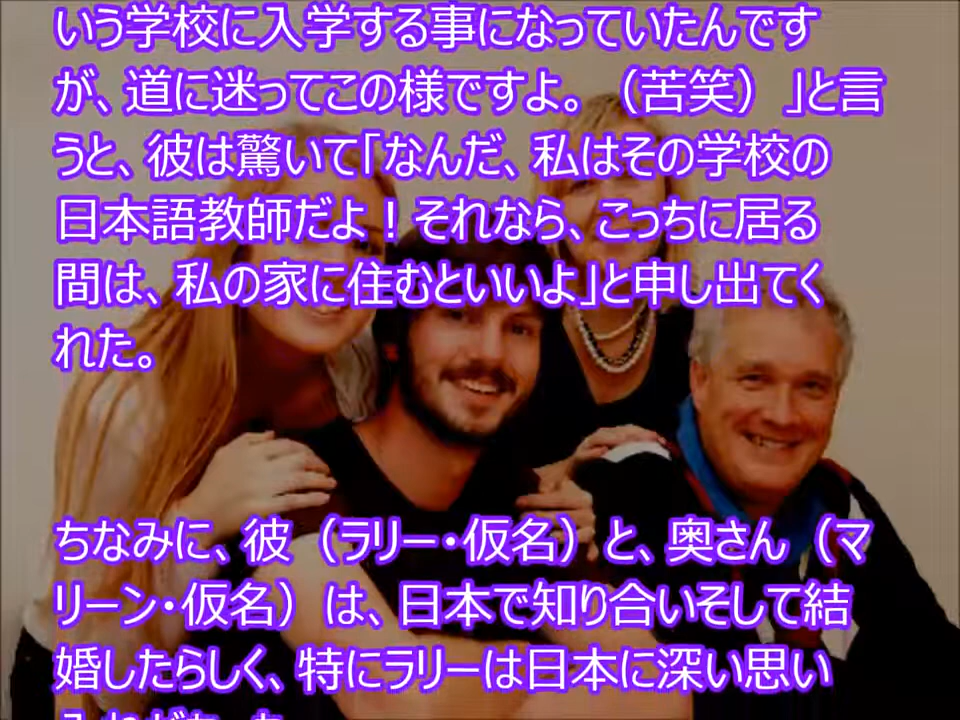 いう学校に入学する事になっていたんです
が、道に迷ってこの様ですよ。（苦笑）」と言
うと、彼は驚いて「なんだ、私はその学校の
日本語教師だよ！それなら、こっちに居る
間は、私の家に住むといいよ」と申し出てく
れた。
ちなみに、彼（ラリー・仮名）と、奥さん（マ
リーン・仮名）は、日本で知り合いそして結
婚したらしく、特にラリーは日本に深い思い